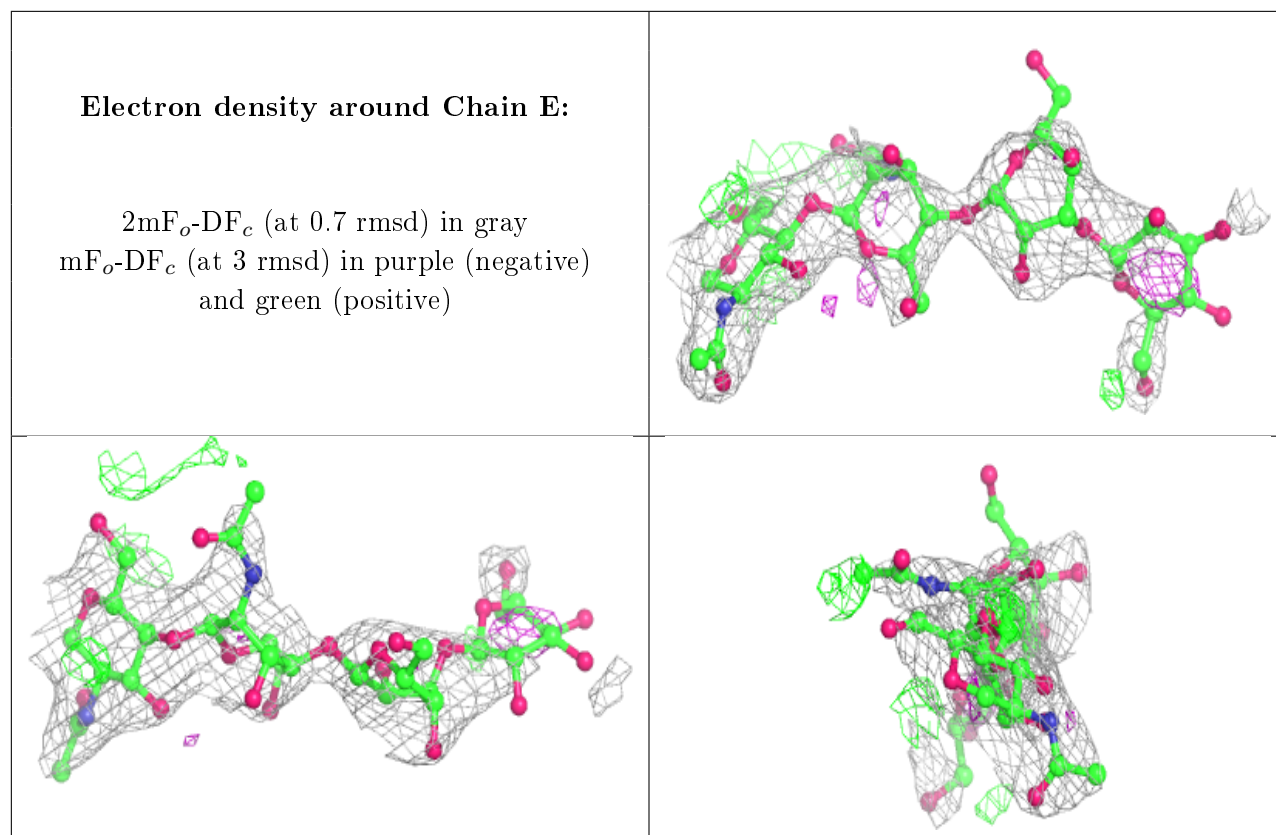 Electron density around Chain E:
2mFₒ-DF𝒸 (at 0.7 rmsd) in gray
mFₒ-DF𝒸 (at 3 rmsd) in purple (negative)
and green (positive)